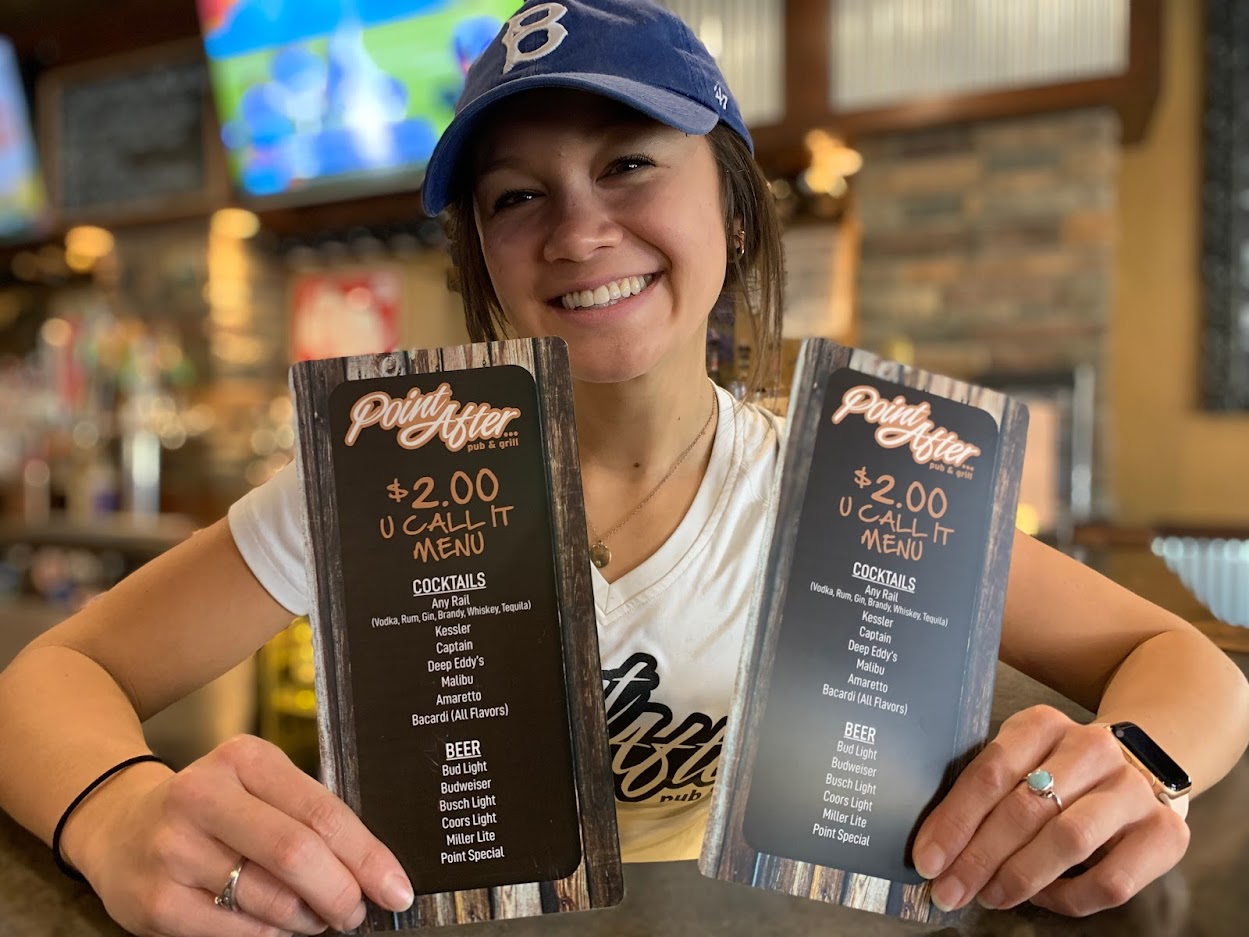 B
'47
Point
After...
pub & grill
$2.00
U CALL IT
MENU
COCKTAILS
Any Rail
(Vodka, Rum, Gin, Brandy, Whiskey, Tequila)
Kessler
Captain
Deep Eddy's
Malibu
Amaretto
Bacardi (All Flavors)
BEER
Bud Light
Budweiser
Busch Light
Coors Light
Miller Lite
Point Special
Point
After...
pub & grill
$2.00
U CALL IT
MENU
COCKTAILS
Any Rail
(Vodka, Rum, Gin, Brandy, Whiskey, Tequila)
Kessler
Captain
Deep Eddy's
Malibu
Amaretto
Bacardi (All Flavors)
BEER
Bud Light
Budweiser
Busch Light
Coors Light
Miller Lite
Point Special
After
pub